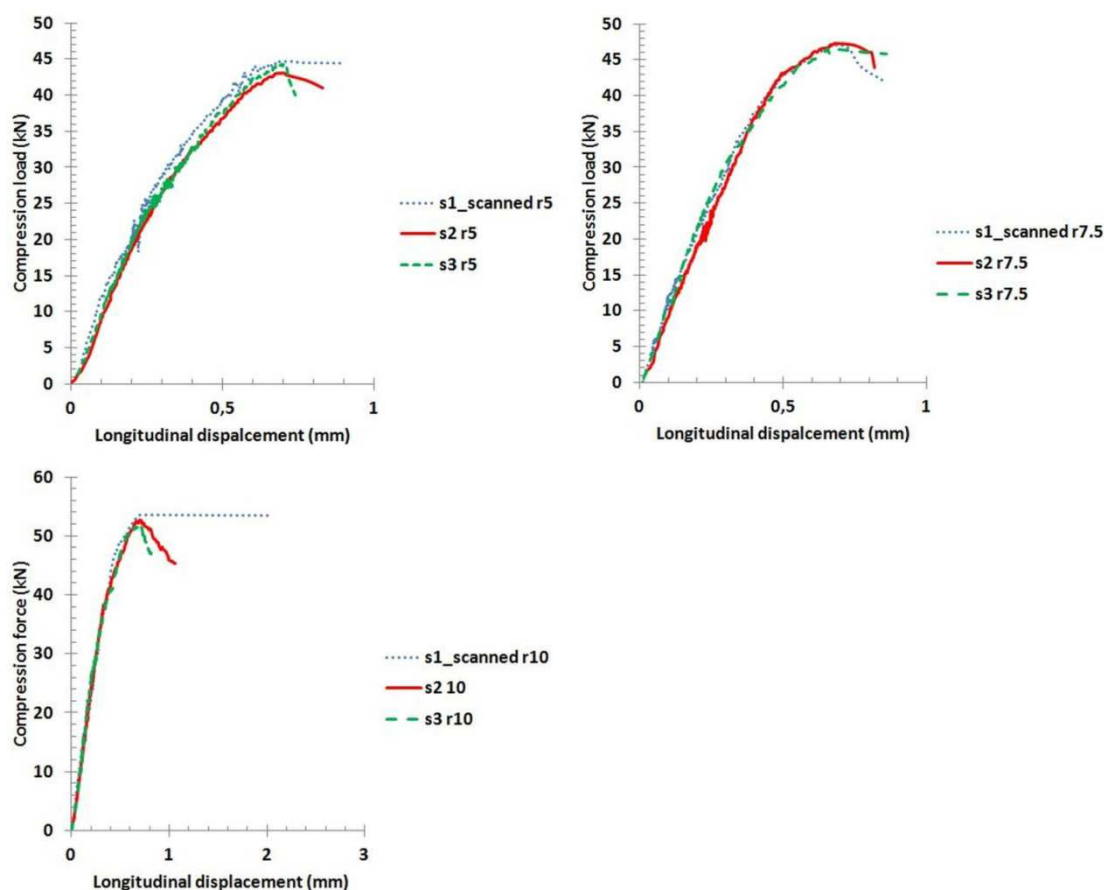 50
45
40
35
30
25
20
15
10
5
0
Compression load (kN)
0 0,5 1
Longitudinal dispalcement (mm)
s1_scanned r5
s2 r5
s3 r5
50
45
40
35
30
25
20
15
10
5
0
Compression load (kN)
0 0,5 1
Longitudinal dispalcement (mm)
s1_scanned r7.5
s2 r7.5
s3 r7.5
60
50
40
30
20
10
0
Compression force (kN)
0 1 2 3
Longitudinal displacement (mm)
s1_scanned r10
s2 10
s3 r10